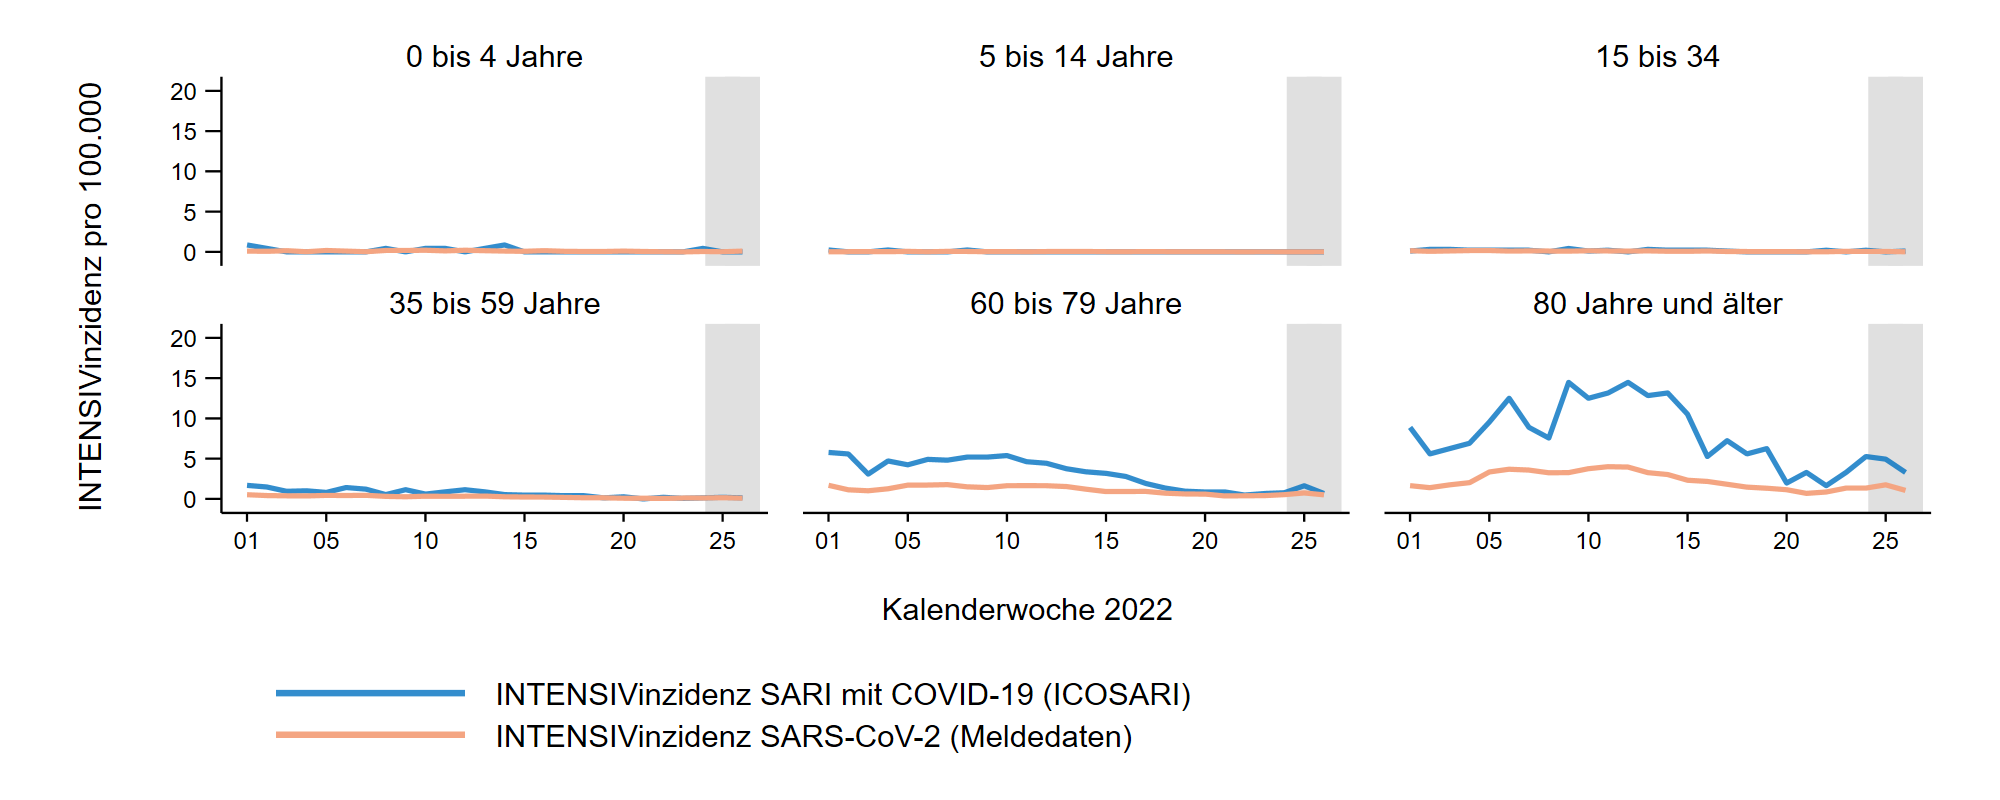 0 bis 4 Jahre
5 bis 14 Jahre
15 bis 34
INTENSIVinzidenz pro 100.000
20
15
10
5
0
35 bis 59 Jahre
60 bis 79 Jahre
80 Jahre und älter
20
15
10
5
0
01 05 10 15 20 25
01 05 10 15 20 25
01 05 10 15 20 25
Kalenderwoche 2022
INTENSIVinzidenz SARI mit COVID-19 (ICOSARI)
INTENSIVinzidenz SARS-CoV-2 (Meldedaten)